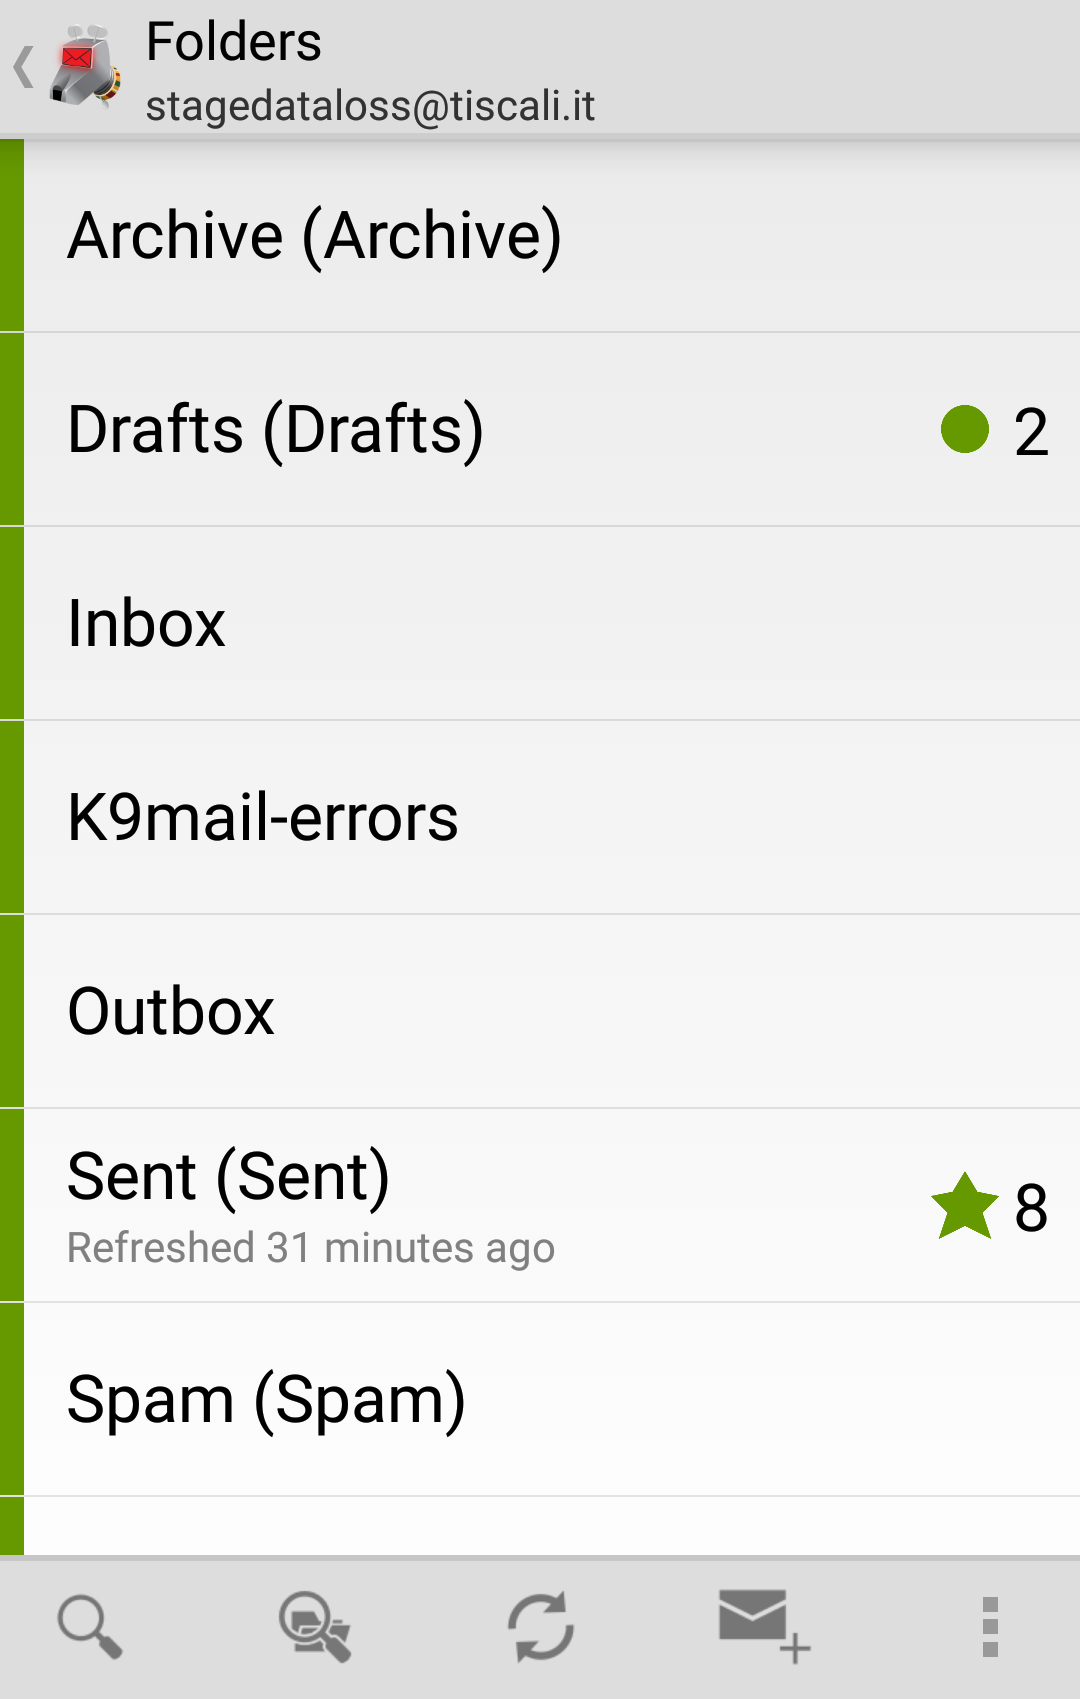 Folders
stagedataloss@tiscali.it
Archive (Archive)
Drafts (Drafts) 2
Inbox
K9mail-errors
Outbox
Sent (Sent) 8
Refreshed 31 minutes ago
Spam (Spam)